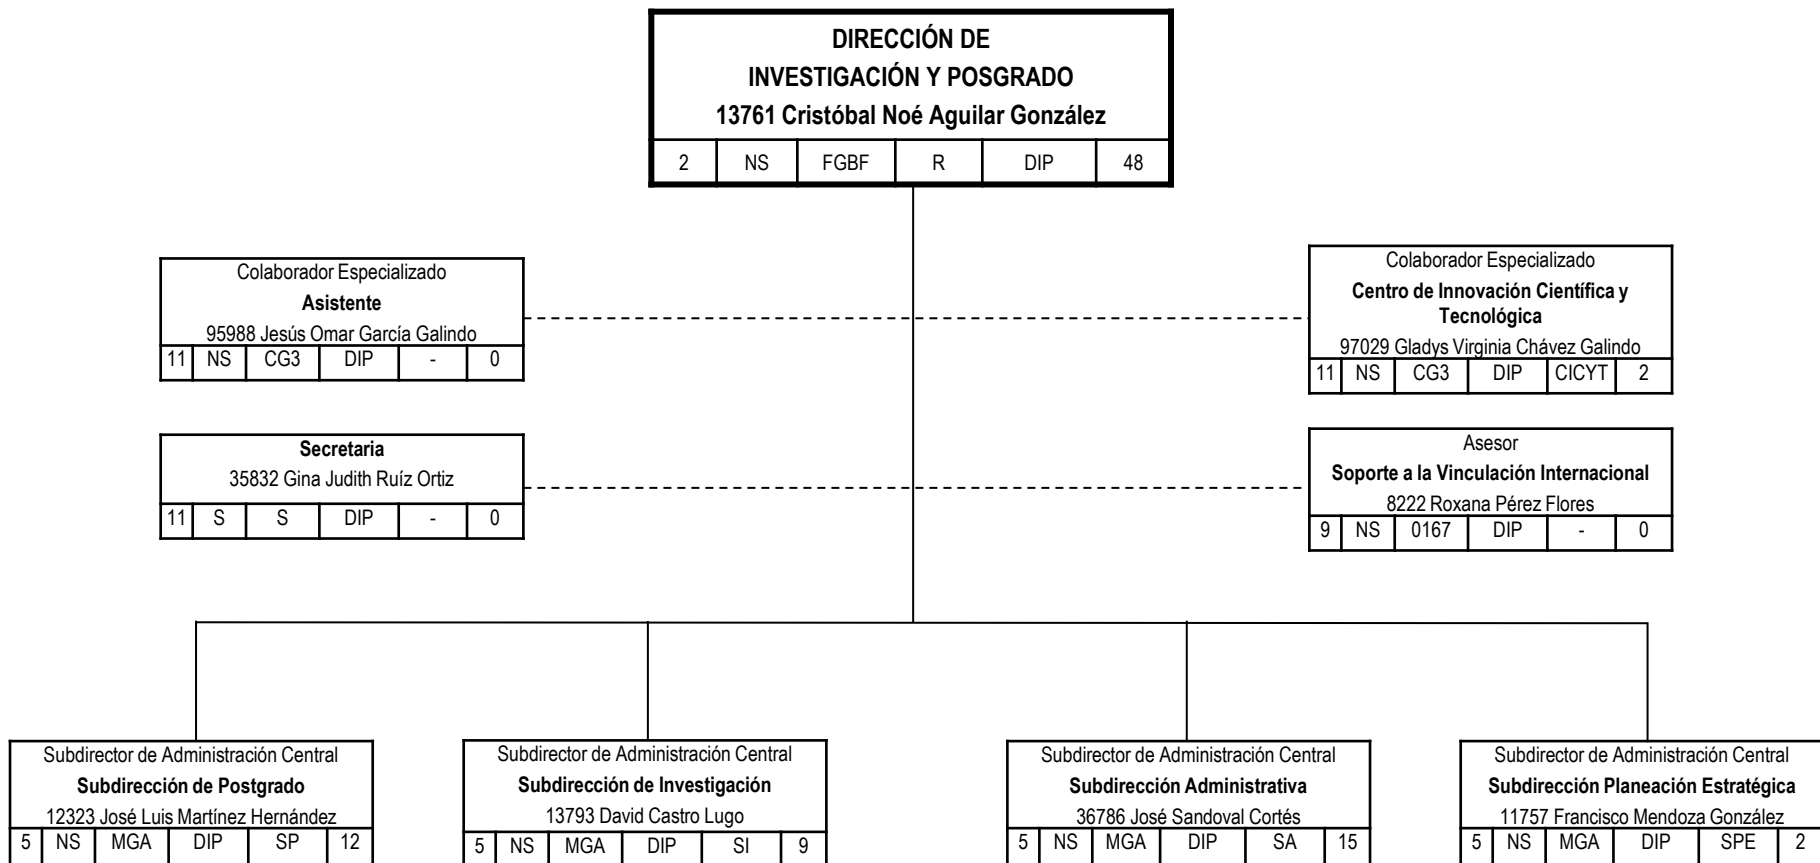 DIRECCIÓN DE
INVESTIGACIÓN Y POSGRADO
13761 Cristóbal Noé Aguilar González
2 NS FGBF R DIP 48
Colaborador Especializado
Asistente
95988 Jesús Omar García Galindo
11 NS CG3 DIP - 0
Colaborador Especializado
Centro de Innovación Científica y
Tecnológica
97029 Gladys Virginia Chávez Galindo
11 NS CG3 DIP CICYT 2
Secretaria
35832 Gina Judith Ruíz Ortiz
11 S S DIP - 0
Asesor
Soporte a la Vinculación Internacional
8222 Roxana Pérez Flores
9 NS 0167 DIP - 0
Subdirector de Administración Central
Subdirección de Postgrado
12323 José Luis Martínez Hernández
5 NS MGA DIP SP 12
Subdirector de Administración Central
Subdirección de Investigación
13793 David Castro Lugo
5 NS MGA DIP SI 9
Subdirector de Administración Central
Subdirección Administrativa
36786 José Sandoval Cortés
5 NS MGA DIP SA 15
Subdirector de Administración Central
Subdirección Planeación Estratégica
11757 Francisco Mendoza González
5 NS MGA DIP SPE 2